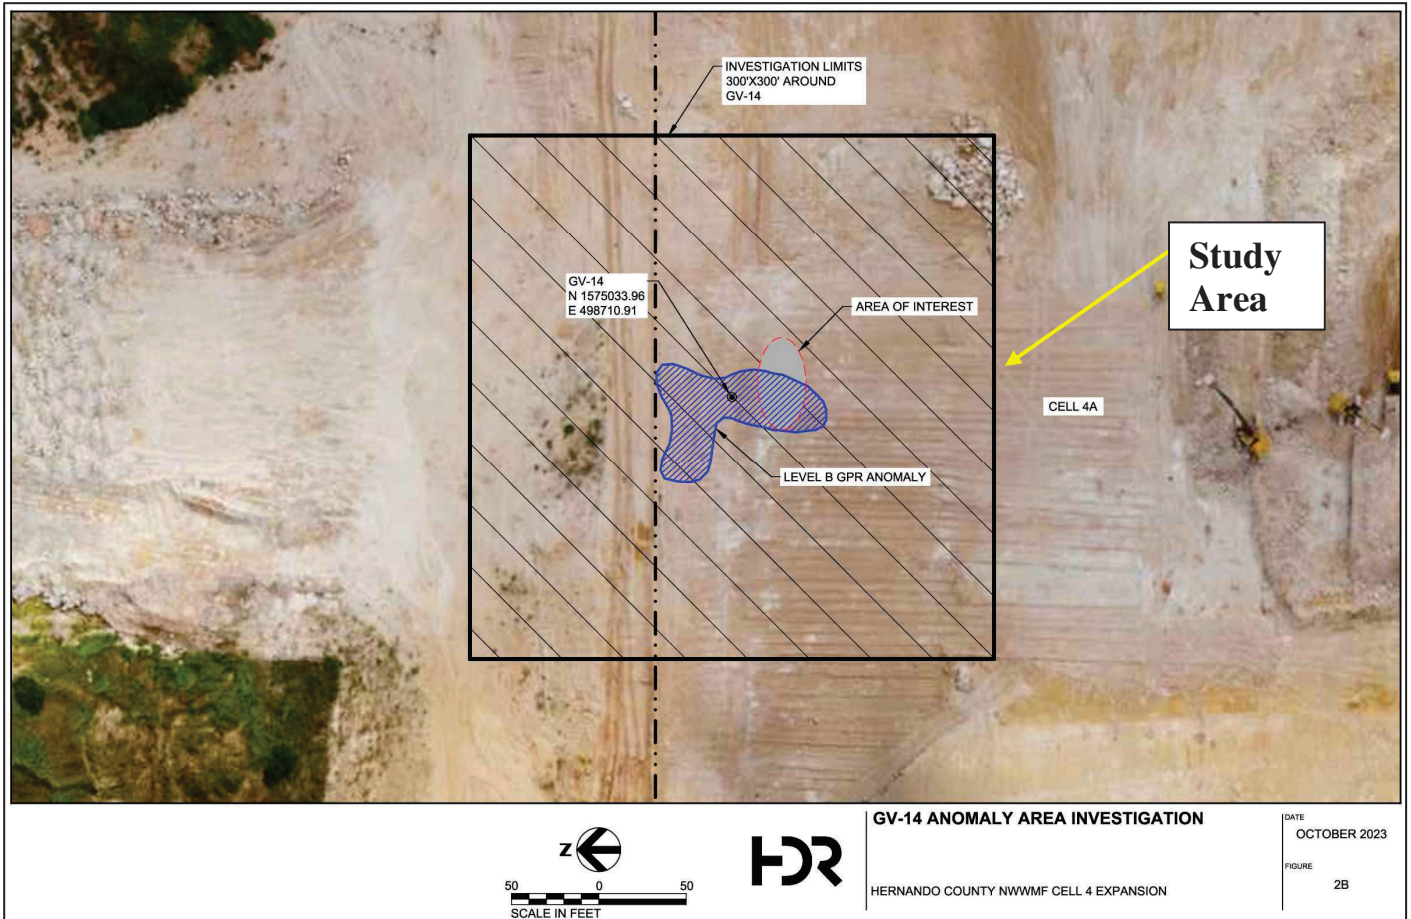 INVESTIGATION LIMITS
300'X300' AROUND
GV-14
Study
Area
GV-14
N 1575033.96
E 498710.91
AREA OF INTEREST
CELL 4A
LEVEL B GPR ANOMALY
Z
50 0 50
SCALE IN FEET
HDR
GV-14 ANOMALY AREA INVESTIGATION
HERNANDO COUNTY NWWMF CELL 4 EXPANSION
DATE
OCTOBER 2023
FIGURE
2B